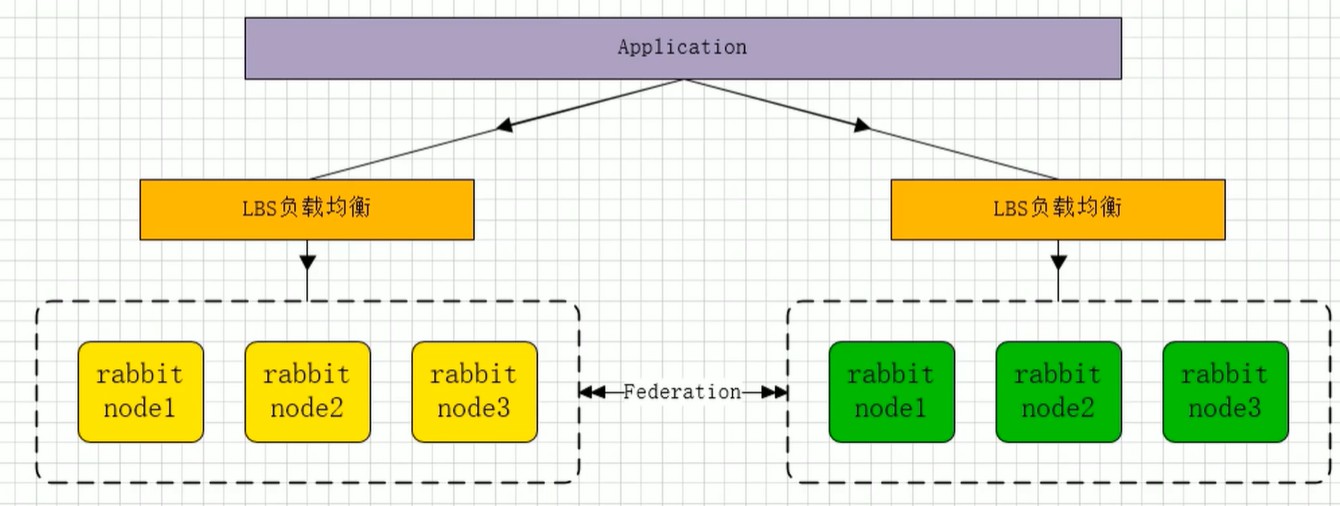 Application
LBS负载均衡
LBS负载均衡
rabbit
node1
rabbit
node2
rabbit
node3
Federation
rabbit
node1
rabbit
node2
rabbit
node3